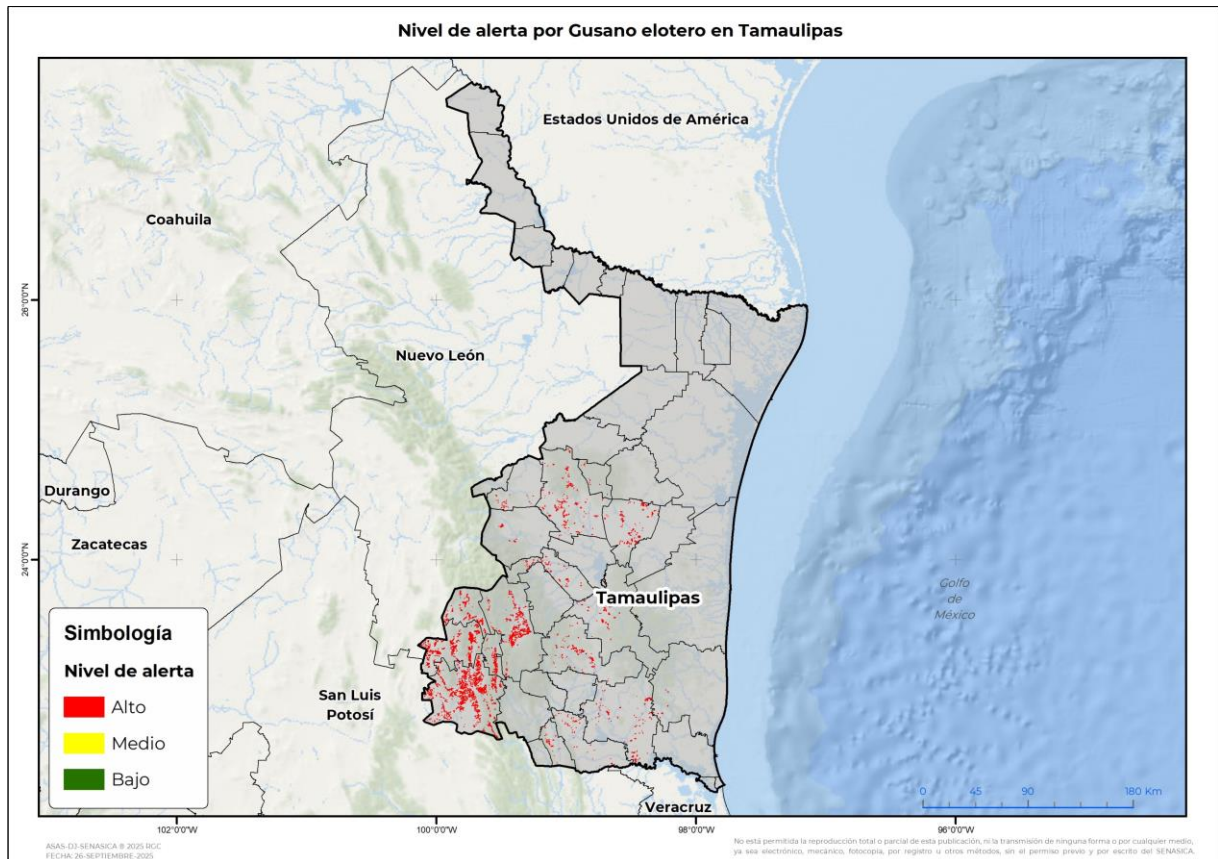 Nivel de alerta por Gusano elotero en Tamaulipas
Estados Unidos de América
Coahuila
26°0'0"N
Nuevo León
Durango
Zacatecas
24°0'0"N
Tamaulipas
Golfo
de
México
Simbología
Nivel de alerta
Alto
Medio
Bajo
San Luis
Potosí
Veracruz
0 45 90 180 Km
102°0'0"W 100°0'0"W 98°0'0"W 96°0'0"W
ASAS-DJ-SENASICA ® 2025 RGC
FECHA: 26-SEPTIEMBRE-2025
No está permitida la reproducción total o parcial de esta publicación, ni la transmisión de ninguna forma o por cualquier medio,
ya sea electrónico, mecánico, fotocopia, por registro u otros métodos, sin el permiso previo y por escrito del SENASICA.